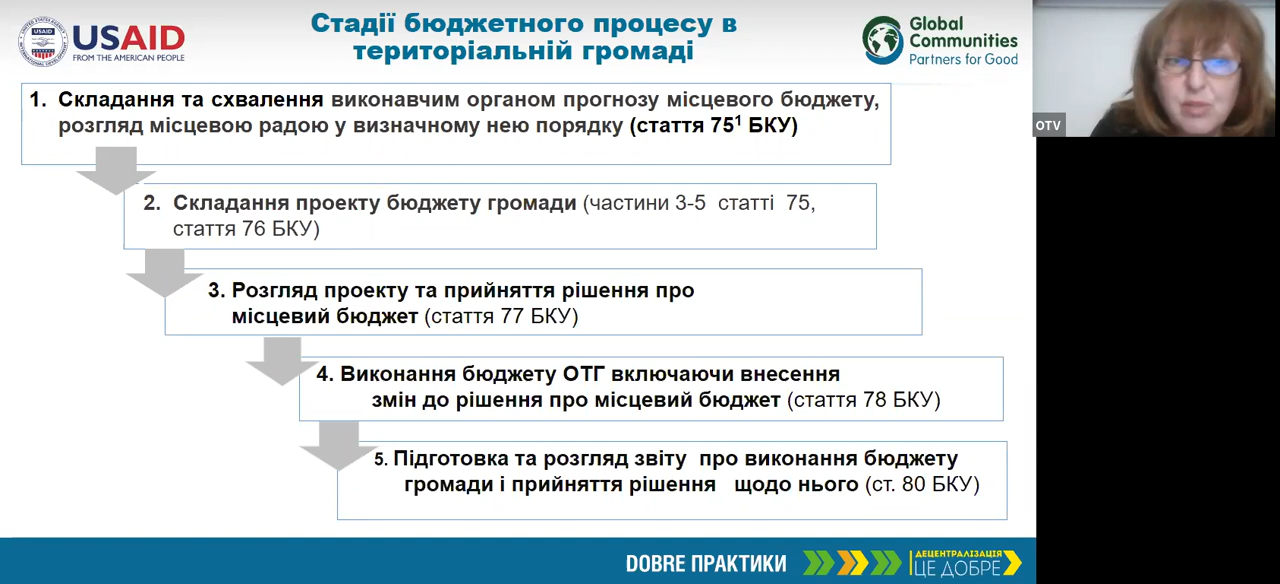 USAID
USAID
FROM THE AMERICAN PEOPLE
Стадії бюджетного процесу в
територіальній громаді
Global
Communities
Partners for Good
1. Складання та схвалення виконавчим органом прогнозу місцевого бюджету,
розгляд місцевою радою у визначному нею порядку (стаття 75¹ БКУ)
2. Складання проекту бюджету громади (частини 3-5 статті 75,
стаття 76 БКУ)
3. Розгляд проекту та прийняття рішення про
місцевий бюджет (стаття 77 БКУ)
4. Виконання бюджету ОТГ включаючи внесення
змін до рішення про місцевий бюджет (стаття 78 БКУ)
5. Підготовка та розгляд звіту про виконання бюджету
громади і прийняття рішення щодо нього (ст. 80 БКУ)
DOBRE ПРАКТИКИ
ДЕЦЕНТРАЛІЗАЦІЯ
ЦЕ ДОБРЕ
OTV